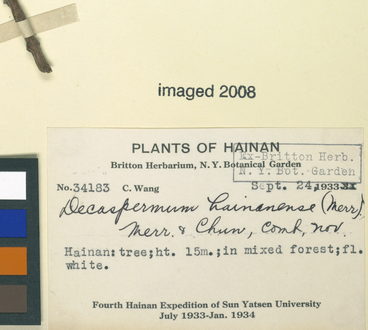 imaged 2008
PLANTS OF HAINAN
Britton Herbarium, N. Y. Botanical Garden
Ex-Britton Herb.
N. Y. Bot. Garden
No. 34183 C. Wang Sept. 24, 1933
Decaspermum hainanense (Merr.)
Merr. & Chun, comb. nov.
Hainan: tree; ht. 15m.; in mixed forest; fl.
white.
Fourth Hainan Expedition of Sun Yatsen University
July 1933-Jan. 1934